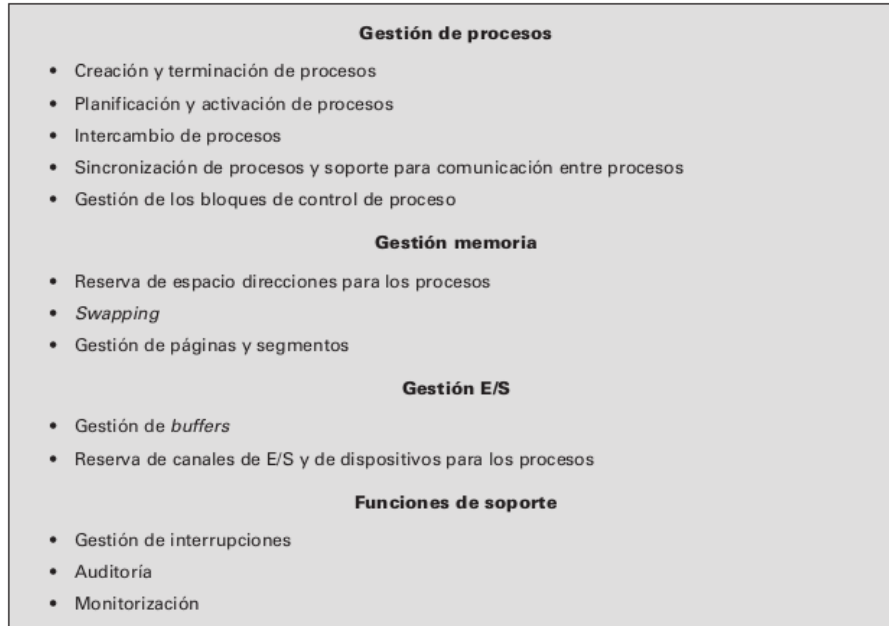 Gestión de procesos
• Creación y terminación de procesos
• Planificación y activación de procesos
• Intercambio de procesos
• Sincronización de procesos y soporte para comunicación entre procesos
• Gestión de los bloques de control de proceso
Gestión memoria
• Reserva de espacio direcciones para los procesos
• Swapping
• Gestión de páginas y segmentos
Gestión E/S
• Gestión de buffers
• Reserva de canales de E/S y de dispositivos para los procesos
Funciones de soporte
• Gestión de interrupciones
• Auditoría
• Monitorización